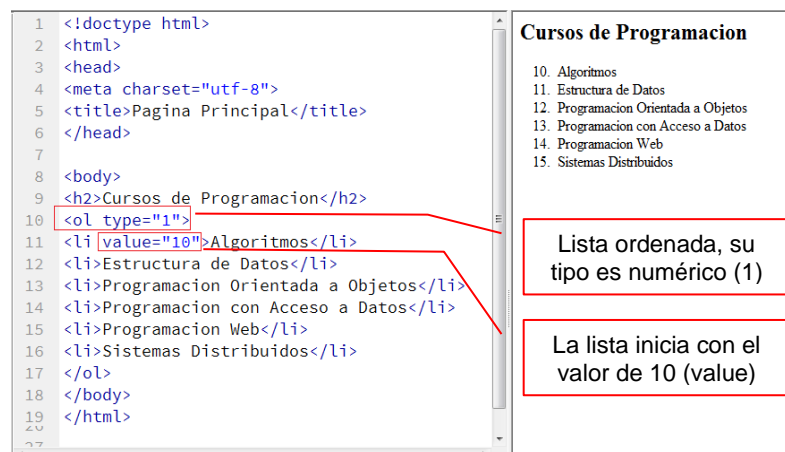 1 <!doctype html>
2 <html>
3 <head>
4 <meta charset="utf-8">
5 <title>Pagina Principal</title>
6 </head>
7
8 <body>
9 <h2>Cursos de Programacion</h2>
10 <ol type="1">
11 <li value="10">Algoritmos</li>
12 <li>Estructura de Datos</li>
13 <li>Programacion Orientada a Objetos</li>
14 <li>Programacion con Acceso a Datos</li>
15 <li>Programacion Web</li>
16 <li>Sistemas Distribuidos</li>
17 </ol>
18 </body>
19 </html>
20
27
Cursos de Programacion
10. Algoritmos
11. Estructura de Datos
12. Programacion Orientada a Objetos
13. Programacion con Acceso a Datos
14. Programacion Web
15. Sistemas Distribuidos
Lista ordenada, su
tipo es numérico (1)
La lista inicia con el
valor de 10 (value)